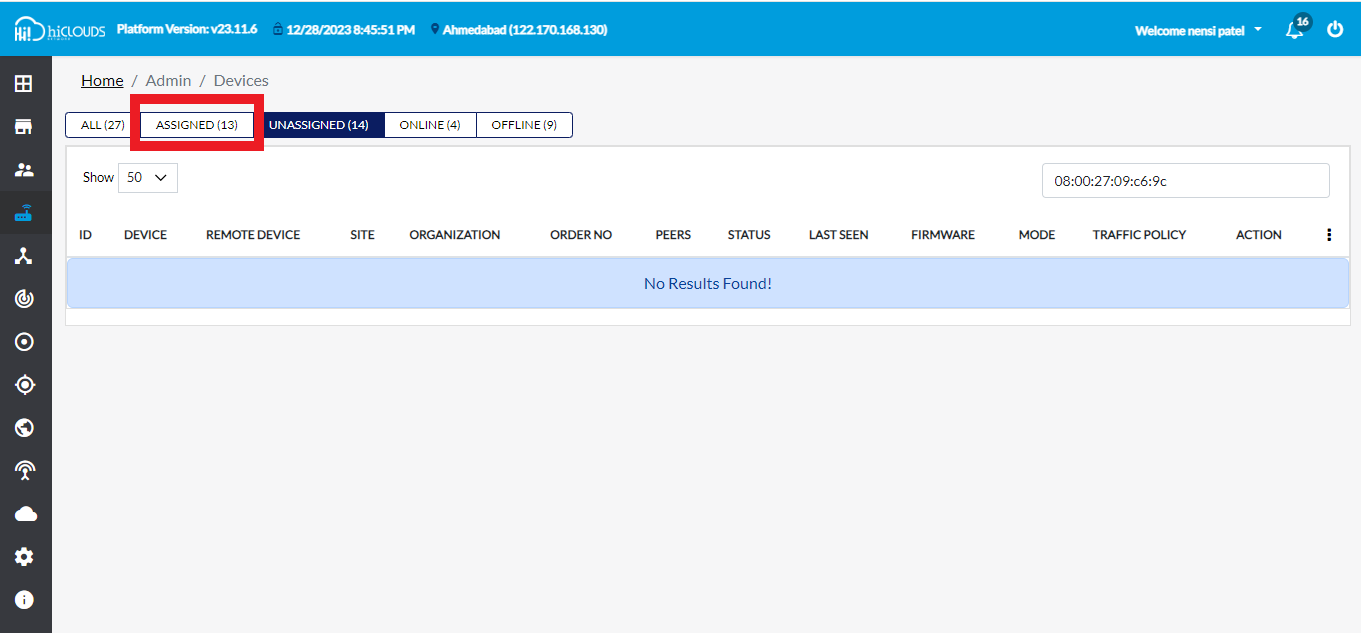 Hi! hiCLOUDS Platform Version: v23.11.6 12/28/2023 8:45:51 PM Ahmedabad (122.170.168.130) Welcome nensi patel 16
Home / Admin / Devices
ALL (27) ASSIGNED (13) UNASSIGNED (14) ONLINE (4) OFFLINE (9)
Show 50 08:00:27:09:c6:9c
ID DEVICE REMOTE DEVICE SITE ORGANIZATION ORDER NO PEERS STATUS LAST SEEN FIRMWARE MODE TRAFFIC POLICY ACTION
No Results Found!